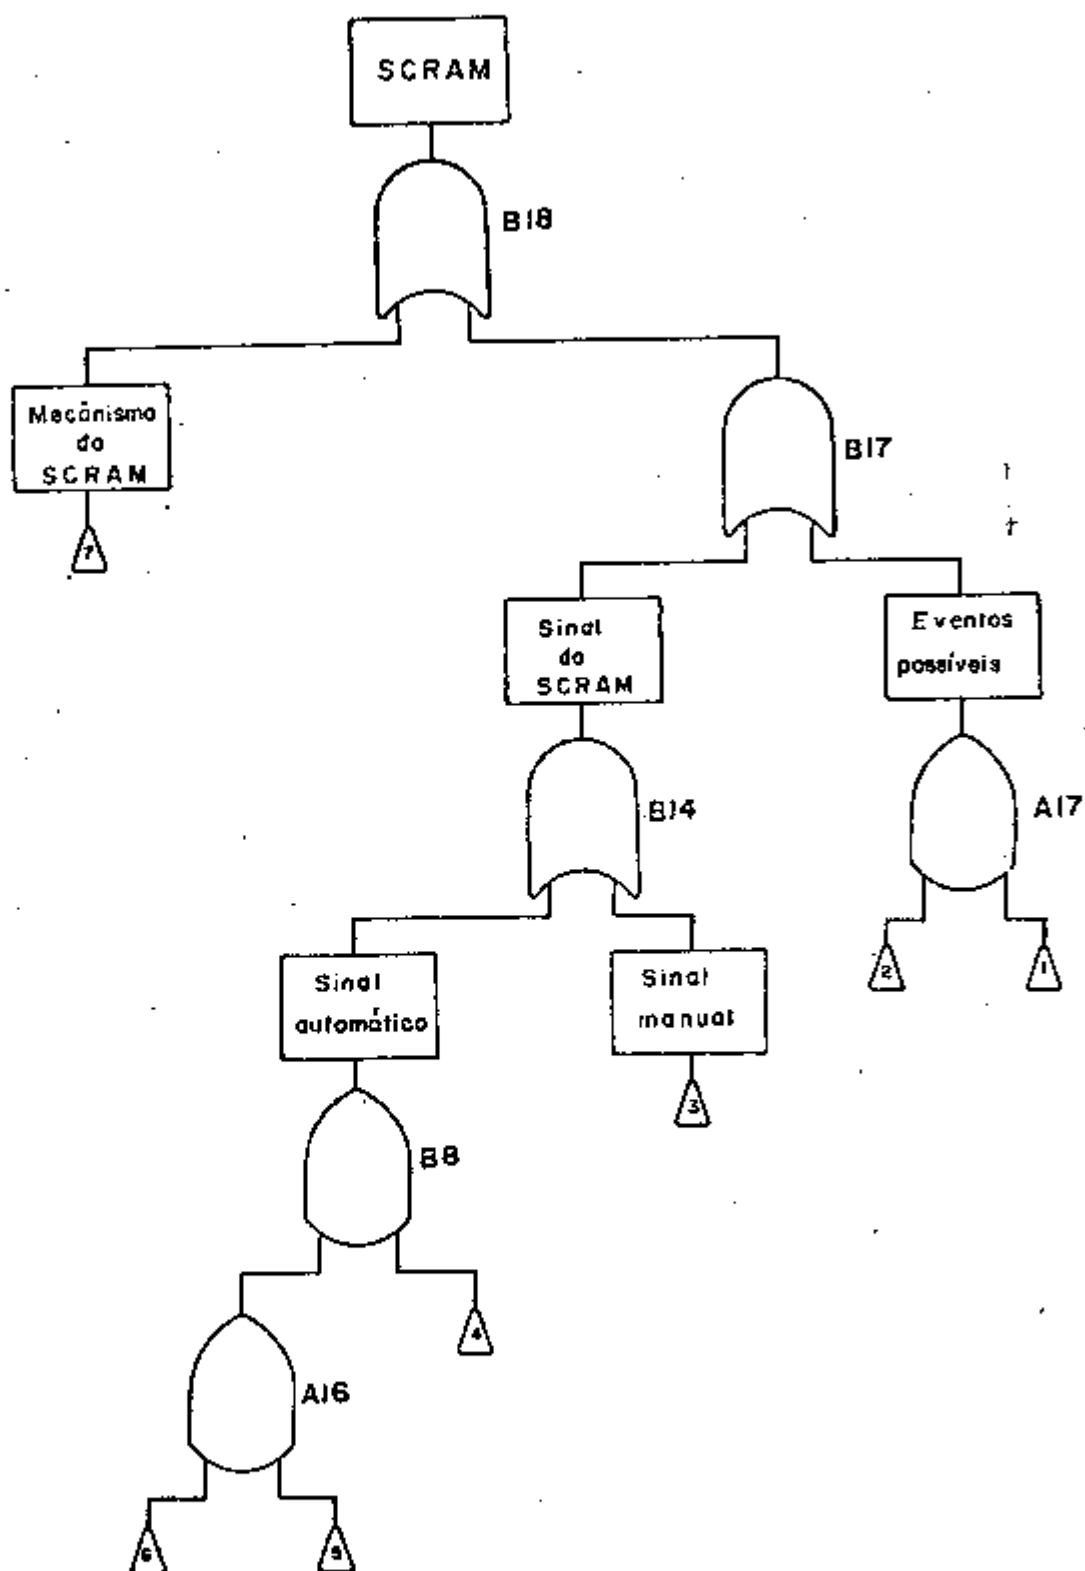 SCRAM
B18
Mecânismo
do
SCRAM
7
B17
Sinal
do
SCRAM
Eventos
possíveis
B14
A17
2
1
Sinal
automático
Sinal
manual
3
B8
4
A16
6
5